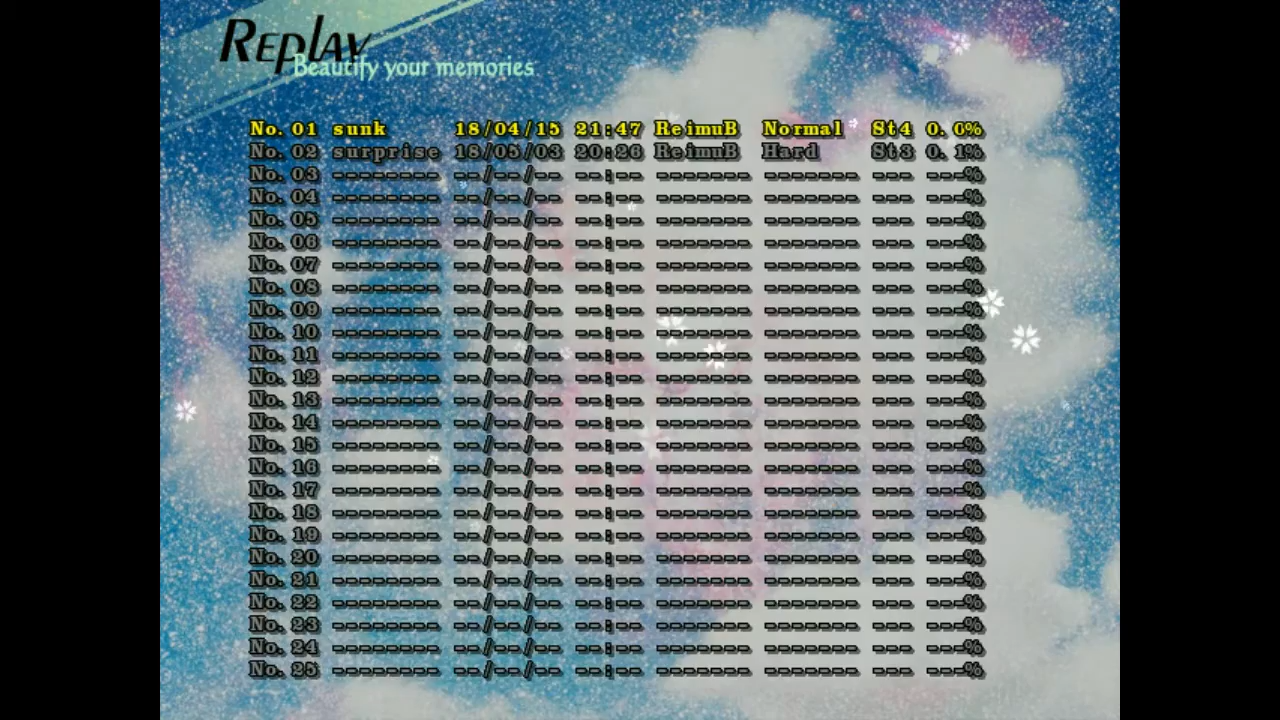 Replay
Beautify your memories
No. 01 sunk 18/04/15 21:47 ReimuB Normal St4 0. 0%
No. 02 surprise 18/05/03 20:26 ReimuB Hard St3 0. 1%
No. 03 -------- --/--/-- --:-- ------- ------- --- ---%
No. 04 -------- --/--/-- --:-- ------- ------- --- ---%
No. 05 -------- --/--/-- --:-- ------- ------- --- ---%
No. 06 -------- --/--/-- --:-- ------- ------- --- ---%
No. 07 -------- --/--/-- --:-- ------- ------- --- ---%
No. 08 -------- --/--/-- --:-- ------- ------- --- ---%
No. 09 -------- --/--/-- --:-- ------- ------- --- ---%
No. 10 -------- --/--/-- --:-- ------- ------- --- ---%
No. 11 -------- --/--/-- --:-- ------- ------- --- ---%
No. 12 -------- --/--/-- --:-- ------- ------- --- ---%
No. 13 -------- --/--/-- --:-- ------- ------- --- ---%
No. 14 -------- --/--/-- --:-- ------- ------- --- ---%
No. 15 -------- --/--/-- --:-- ------- ------- --- ---%
No. 16 -------- --/--/-- --:-- ------- ------- --- ---%
No. 17 -------- --/--/-- --:-- ------- ------- --- ---%
No. 18 -------- --/--/-- --:-- ------- ------- --- ---%
No. 19 -------- --/--/-- --:-- ------- ------- --- ---%
No. 20 -------- --/--/-- --:-- ------- ------- --- ---%
No. 21 -------- --/--/-- --:-- ------- ------- --- ---%
No. 22 -------- --/--/-- --:-- ------- ------- --- ---%
No. 23 -------- --/--/-- --:-- ------- ------- --- ---%
No. 24 -------- --/--/-- --:-- ------- ------- --- ---%
No. 25 -------- --/--/-- --:-- ------- ------- --- ---%